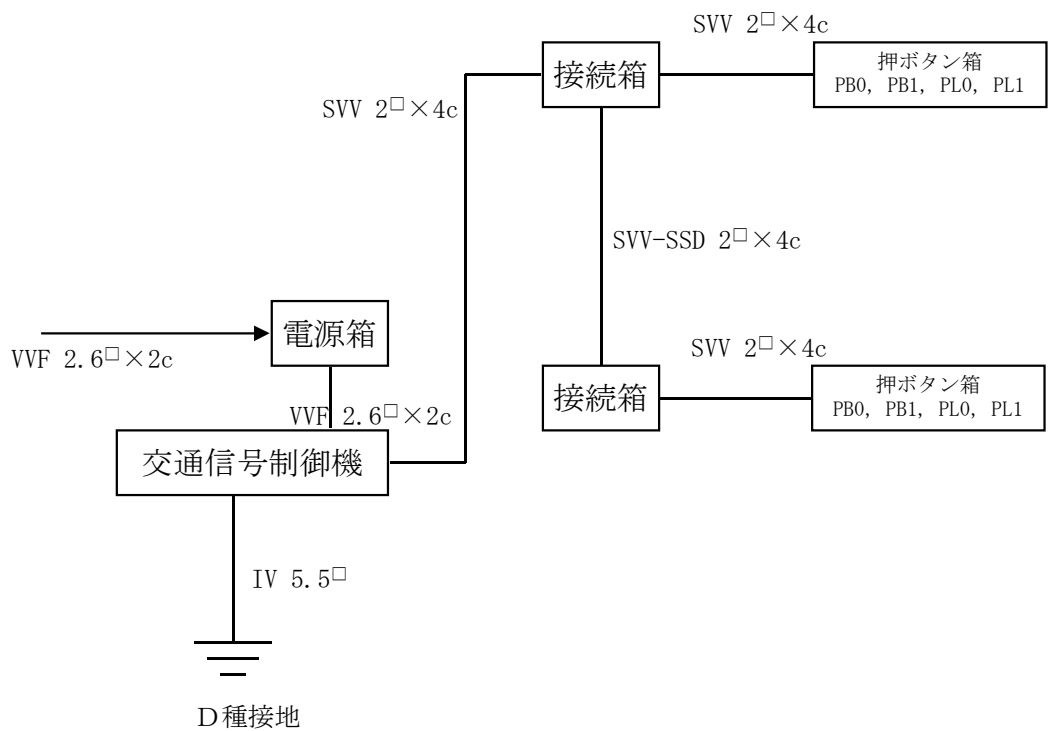 SVV 2□×4c
接続箱
押ボタン箱
PB0, PB1, PL0, PL1
SVV 2□×4c
SVV-SSD 2□×4c
電源箱
VVF 2.6□×2c
SVV 2□×4c
接続箱
押ボタン箱
PB0, PB1, PL0, PL1
VVF 2.6□×2c
交通信号制御機
IV 5.5□
D種接地